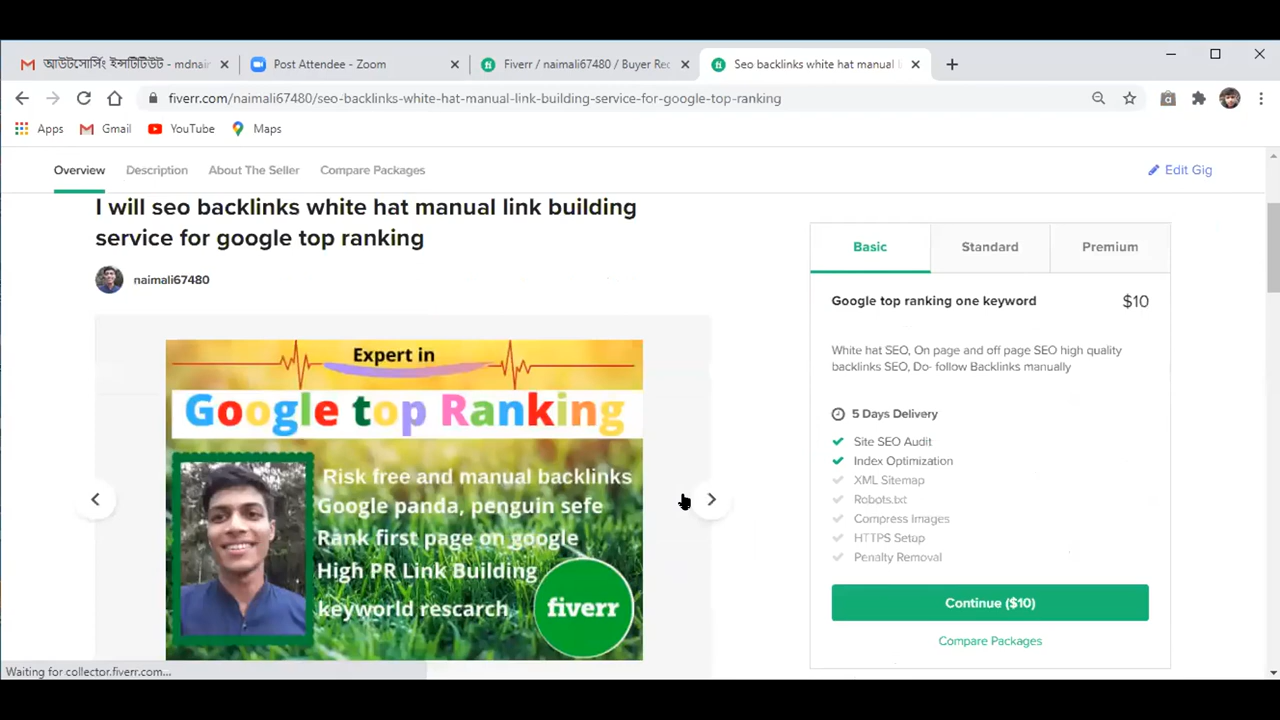 আউটসোর্সিং ইন্সটিটিউট - mdnain
Post Attendee - Zoom
Fiverr / naimali67480 / Buyer Rec
Seo backlinks white hat manual l
fiverr.com/naimali67480/seo-backlinks-white-hat-manual-link-building-service-for-google-top-ranking
Apps Gmail YouTube Maps
Overview Description About The Seller Compare Packages Edit Gig
I will seo backlinks white hat manual link building
service for google top ranking
naimali67480
Expert in
Google top Ranking
Risk free and manual backlinks
Google panda, penguin sefe
Rank first page on google
High PR Link Building
keyworld rescarch,
fiverr
Basic Standard Premium
Google top ranking one keyword $10
White hat SEO, On page and off page SEO high quality
backlinks SEO, Do- follow Backlinks manually
5 Days Delivery
Site SEO Audit
Index Optimization
XML Sitemap
Robots.txt
Compress Images
HTTPS Setup
Penalty Removal
Continue ($10)
Compare Packages
Waiting for collector.fiverr.com...